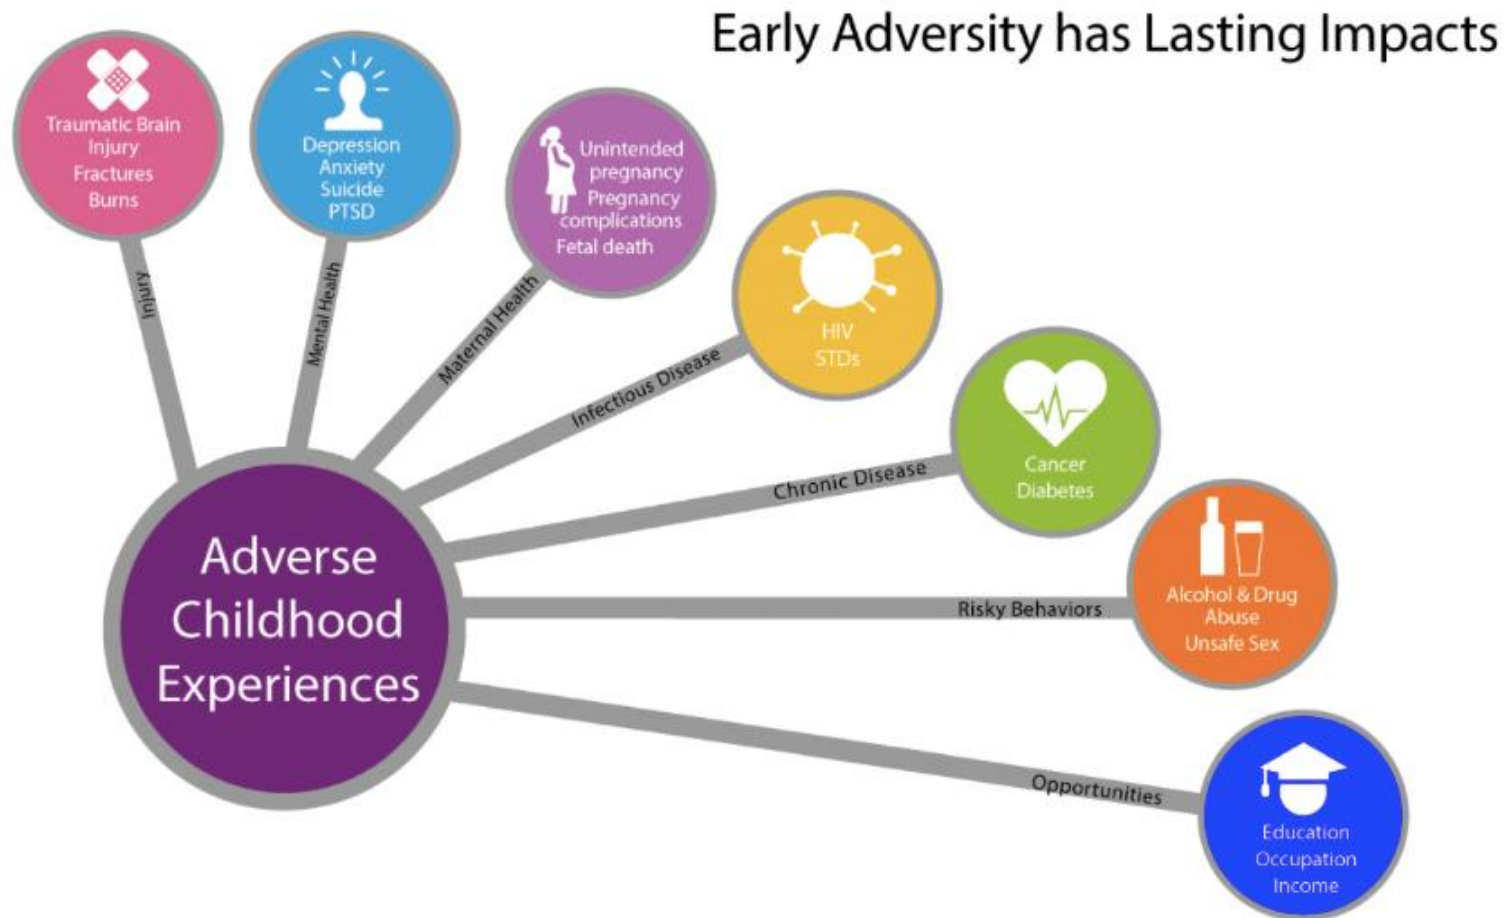 Early Adversity has Lasting Impacts
Traumatic Brain
Injury
Fractures
Burns
Injury
Depression
Anxiety
Suicide
PTSD
Mental Health
Unintended
pregnancy
Pregnancy
complications
Fetal death
Maternal Health
HIV
STDs
Infectious Disease
Cancer
Diabetes
Chronic Disease
Alcohol & Drug
Abuse
Unsafe Sex
Risky Behaviors
Education
Occupation
Income
Opportunities
Adverse
Childhood
Experiences